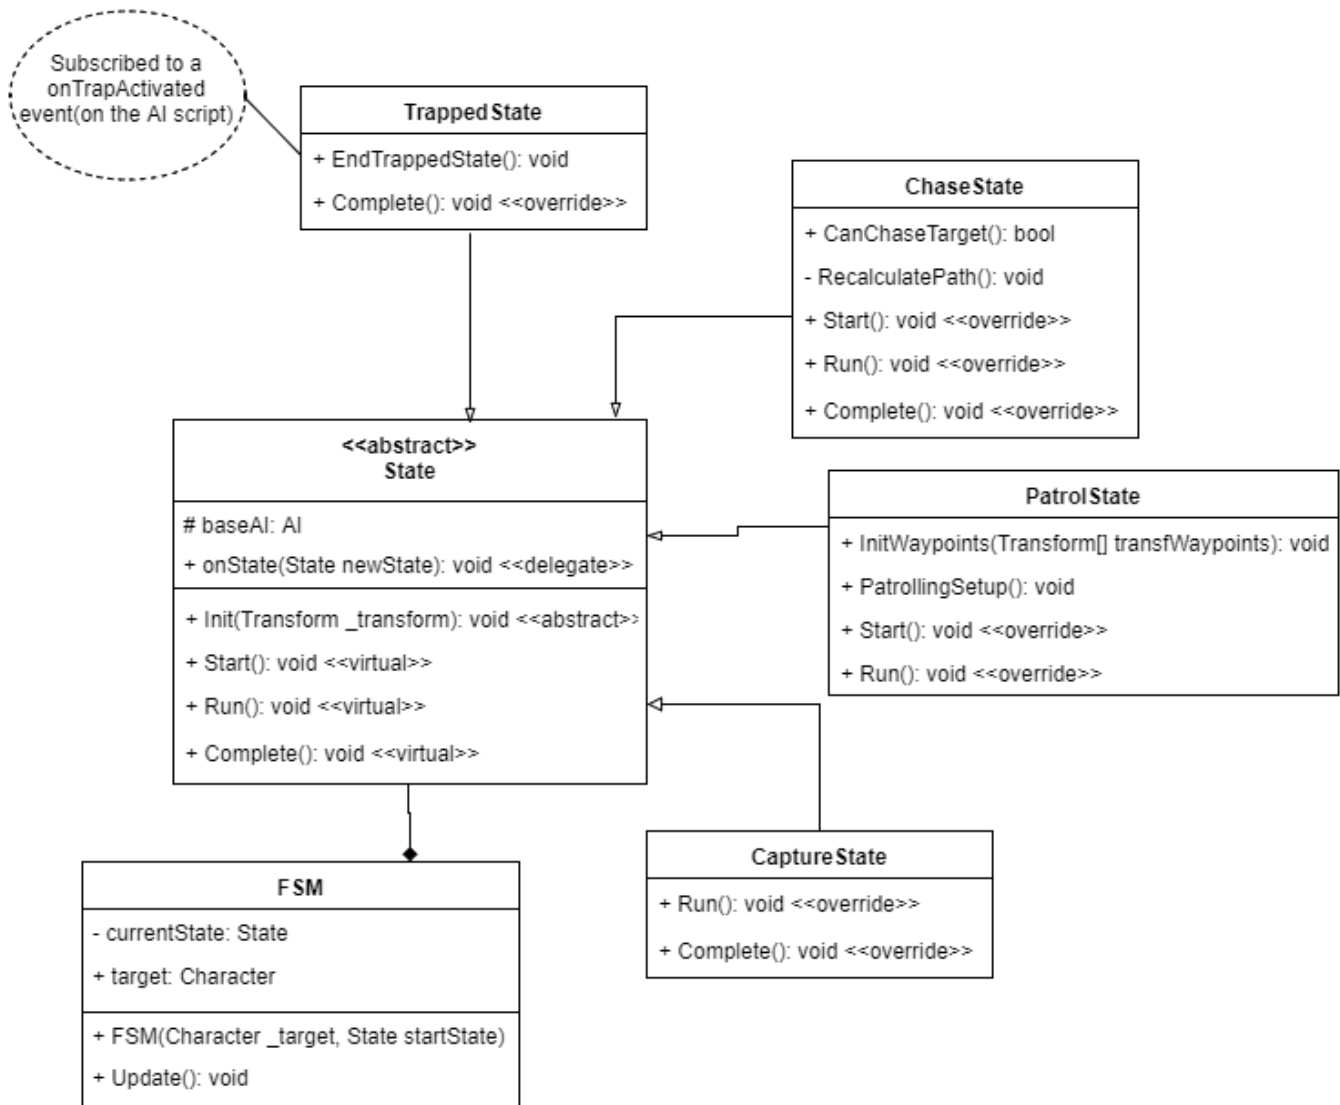 Subscribed to a
onTrapActivated
event(on the AI script)
TrappedState
+ EndTrappedState(): void
+ Complete(): void <<override>>
ChaseState
+ CanChaseTarget(): bool
- RecalculatePath(): void
+ Start(): void <<override>>
+ Run(): void <<override>>
+ Complete(): void <<override>>
<<abstract>>
State
# baseAI: AI
+ onState(State newState): void <<delegate>>
+ Init(Transform _transform): void <<abstract>>
+ Start(): void <<virtual>>
+ Run(): void <<virtual>>
+ Complete(): void <<virtual>>
PatrolState
+ InitWaypoints(Transform[] transfWaypoints): void
+ PatrollingSetup(): void
+ Start(): void <<override>>
+ Run(): void <<override>>
CaptureState
+ Run(): void <<override>>
+ Complete(): void <<override>>
FSM
- currentState: State
+ target: Character
+ FSM(Character _target, State startState)
+ Update(): void